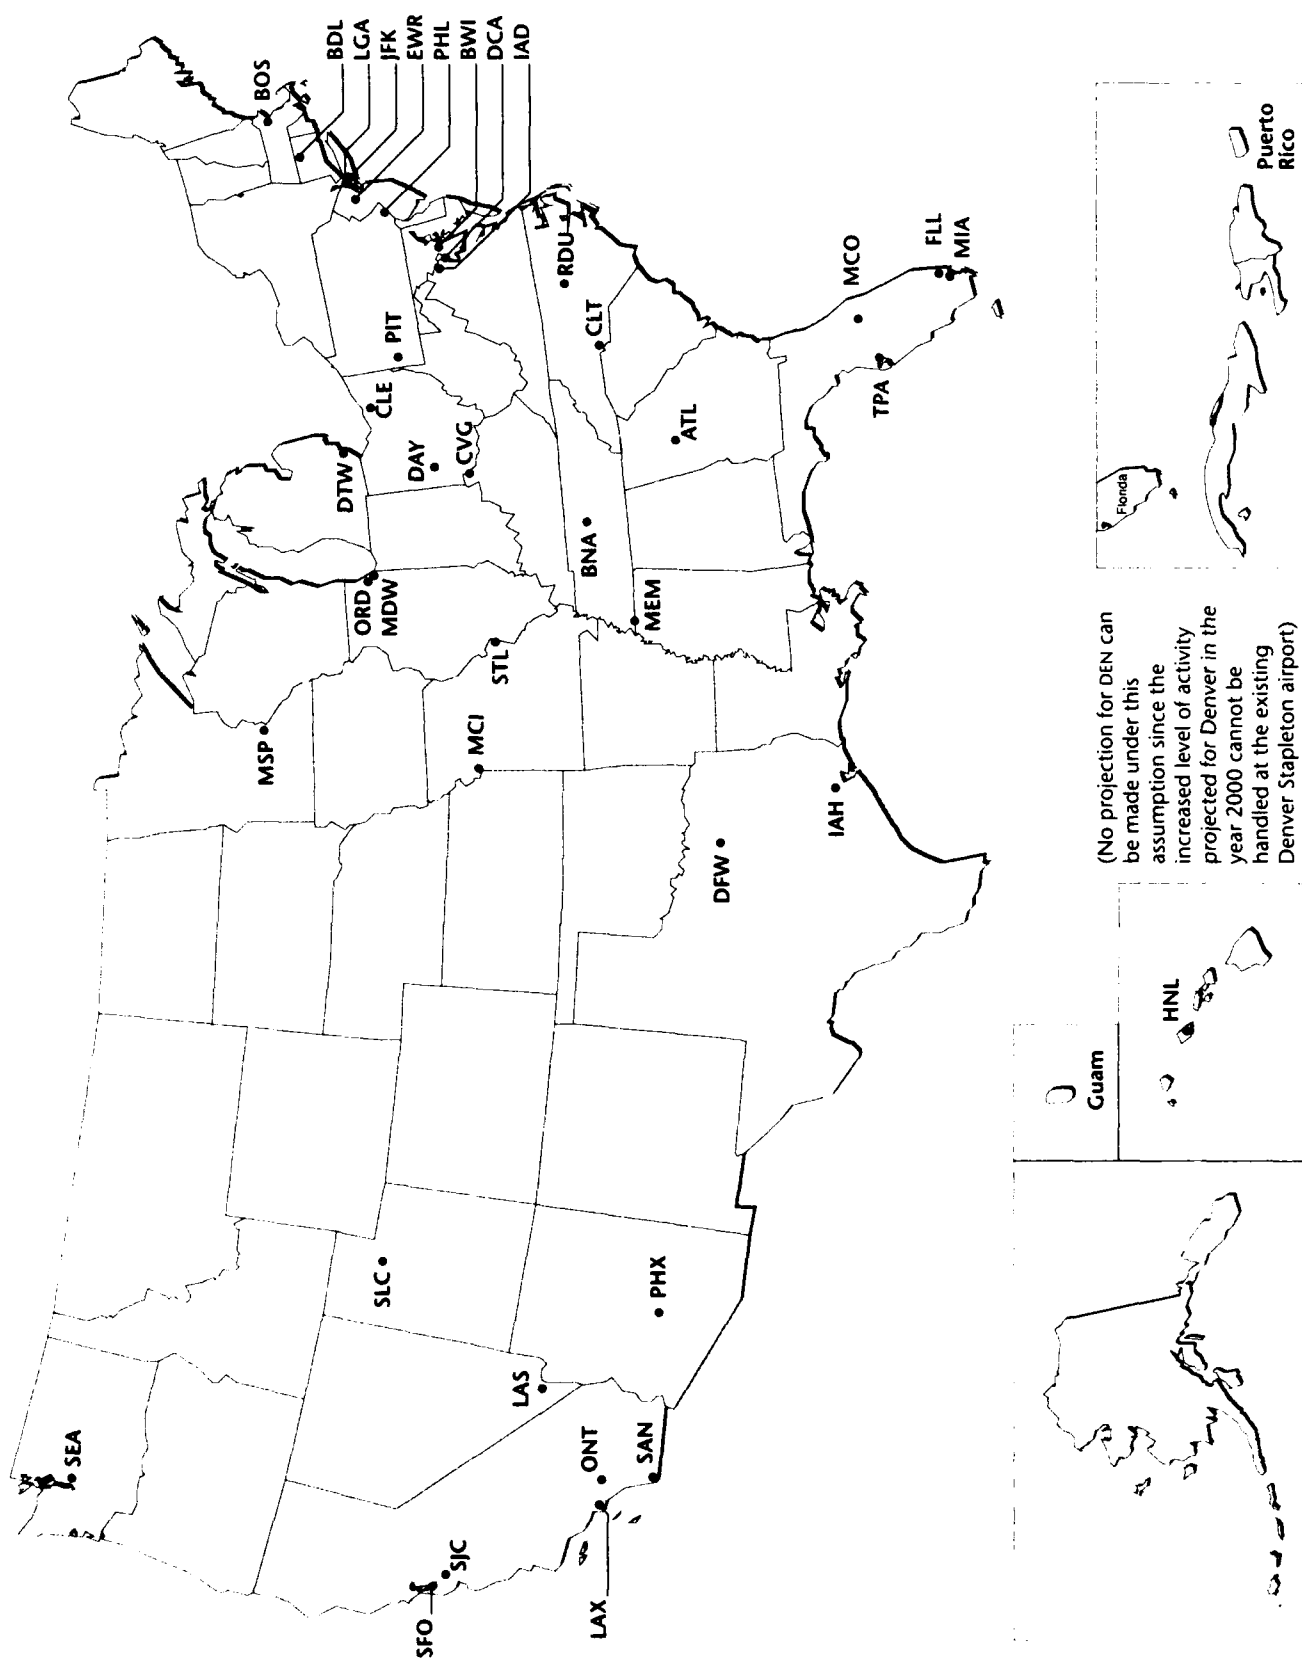 SEA
SFO
SJC
LAX
ONT
SAN
LAS
SLC
PHX
MSP
MCI
DFW
IAH
STL
ORD
MDW
MEM
BNA
DTW
CLE
DAY
CVG
PIT
ATL
CLT
RDU
TPA
MCO
FLL
MIA
BOS
BDL
LGA
JFK
EWR
PHL
BWI
DCA
IAD
Guam
HNL
(No projection for DEN can
be made under this
assumption since the
increased level of activity
projected for Denver in the
year 2000 cannot be
handled at the existing
Denver Stapleton airport)
Florida
Puerto
Rico